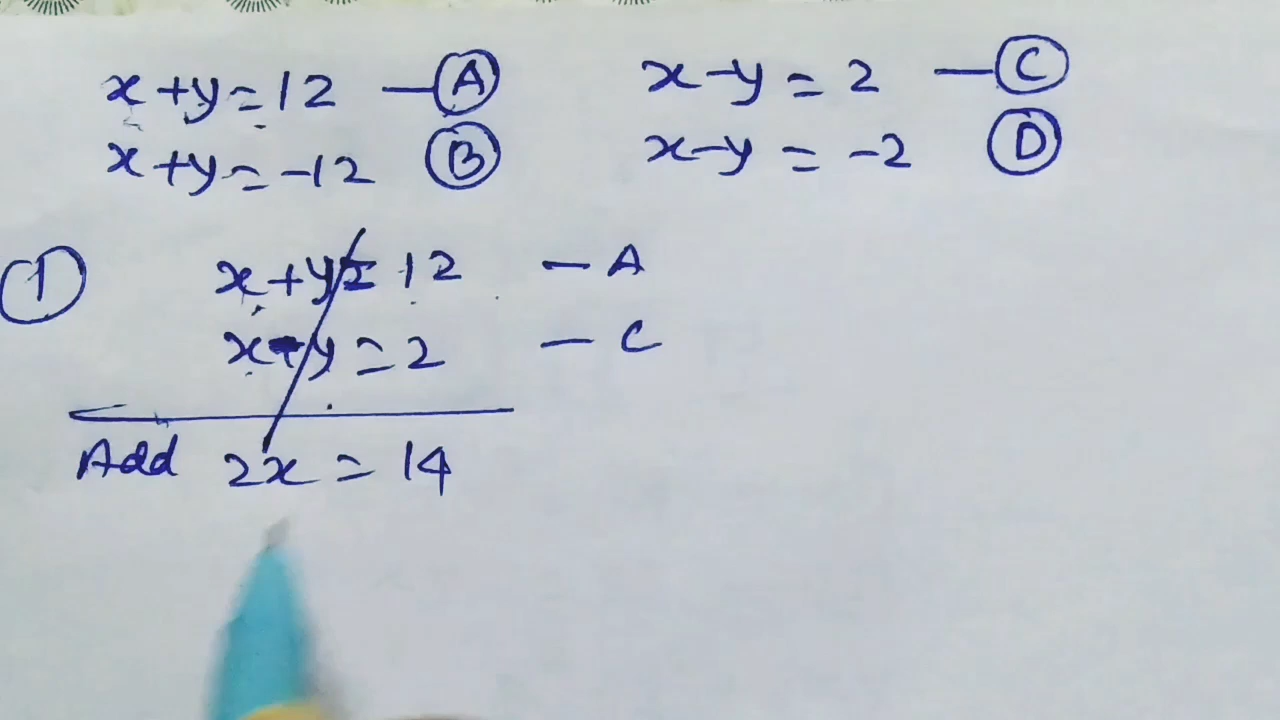 x+y=12 —Ⓐ x-y=2 —Ⓒ
x+y=-12 Ⓑ x-y=-2 Ⓓ
① x+y=12 —A
x-y=2 —C
Add 2x=14